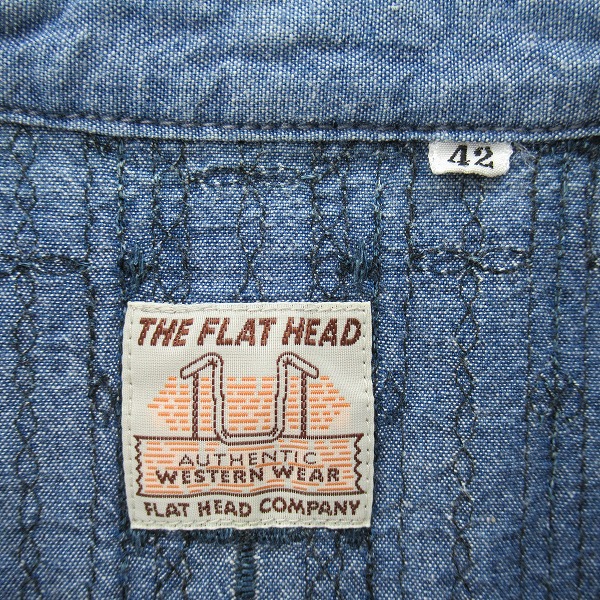 42
THE FLAT HEAD
AUTHENTIC
WESTERN WEAR
FLAT HEAD COMPANY